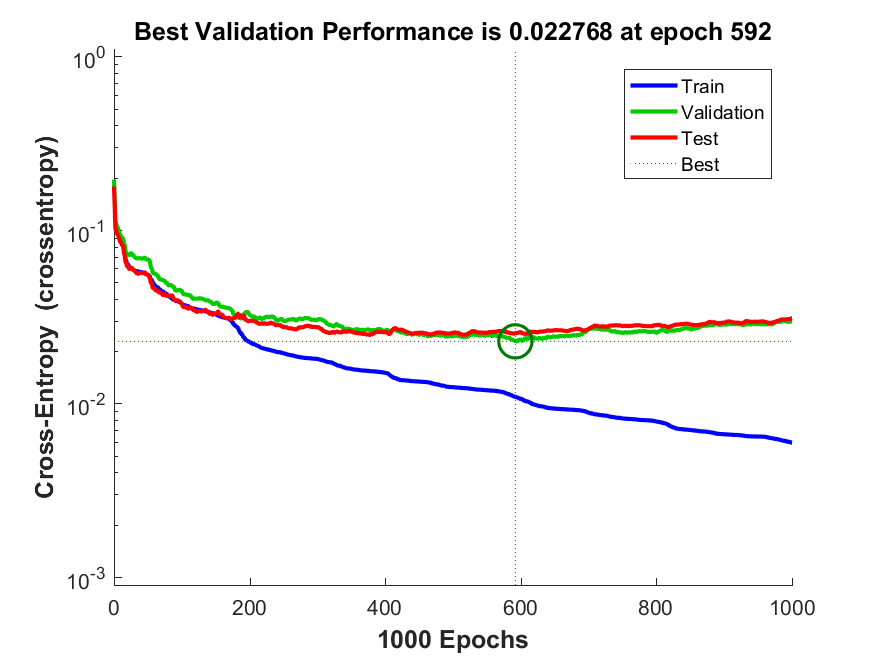 Best Validation Performance is 0.022768 at epoch 592
Cross-Entropy (crossentropy)
10^0
10^-1
10^-2
10^-3
Train
Validation
Test
Best
0
200
400
600
800
1000
1000 Epochs